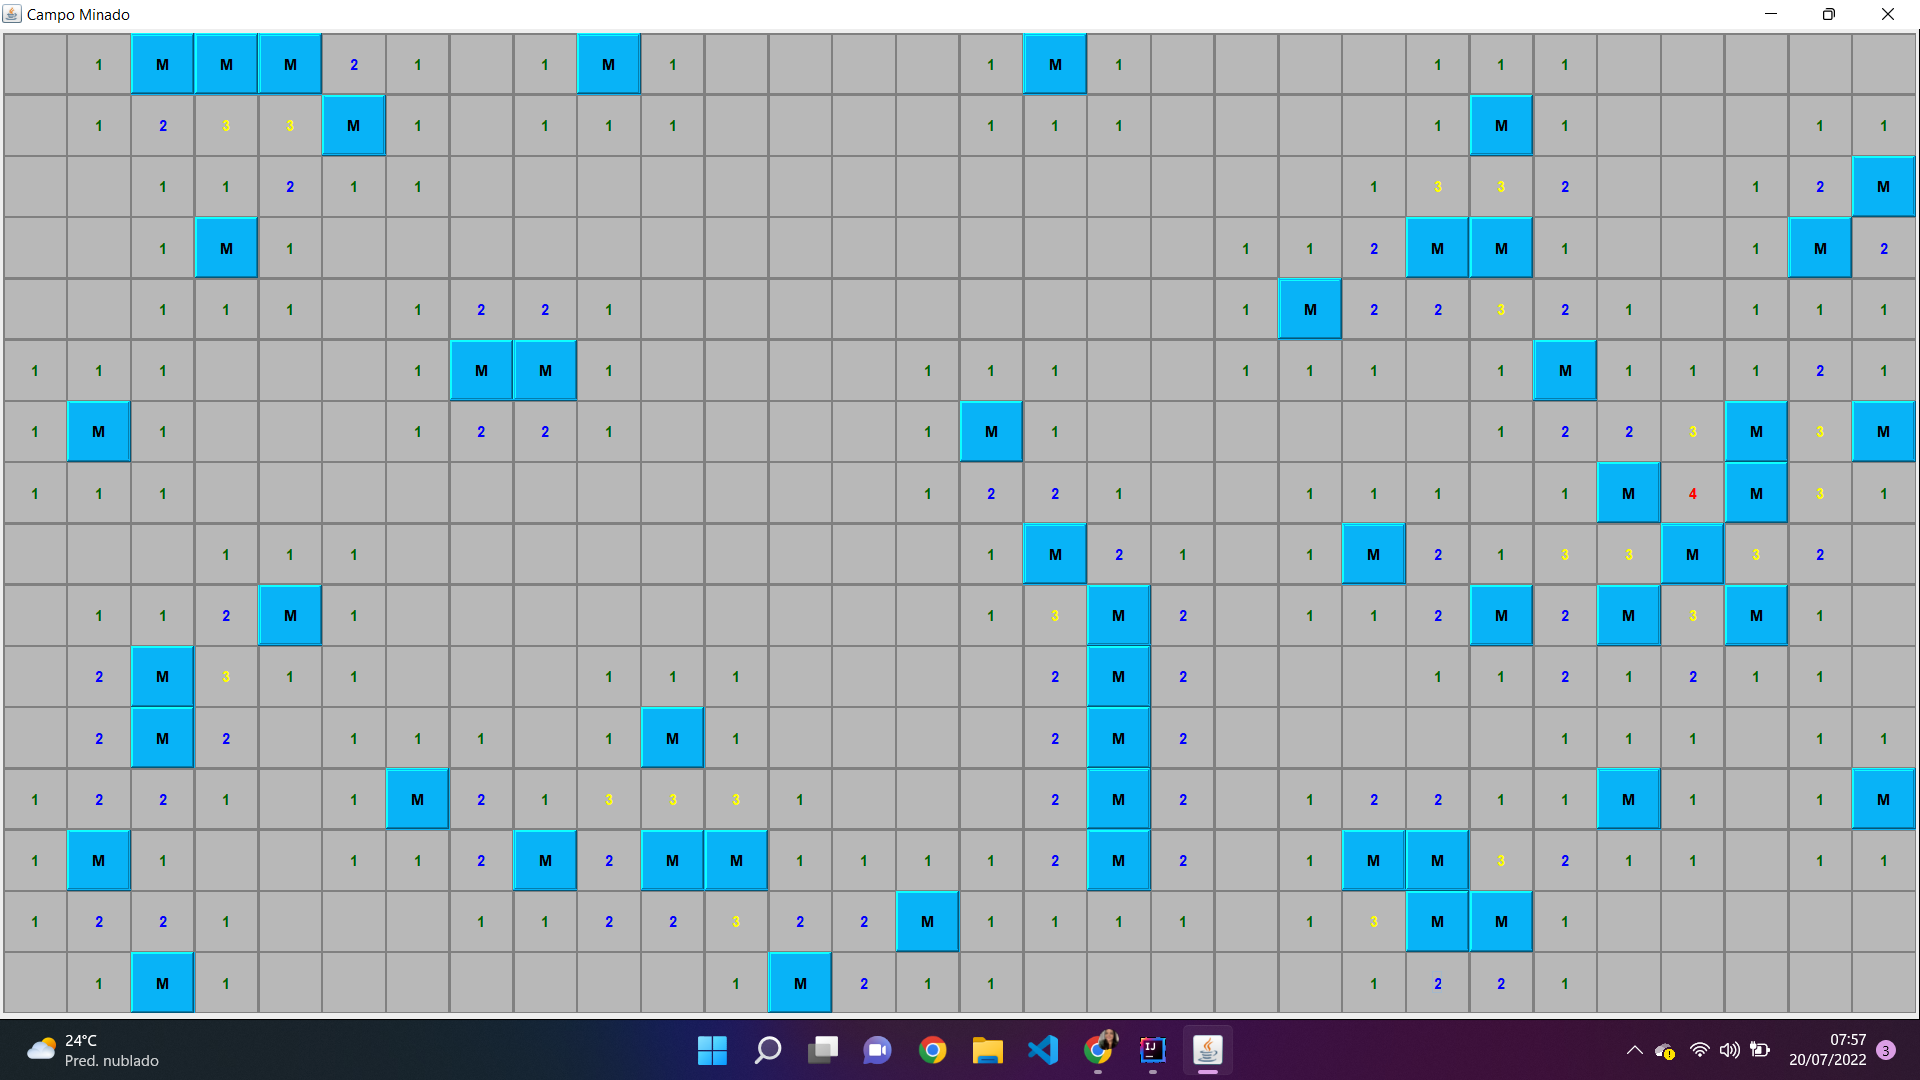 Campo Minado
1 M M M 2 1 1 M 1 1 M 1 1 1 1
1 2 3 3 M 1 1 1 1 1 1 1 1 M 1 1 1
1 1 2 1 1 1 3 3 2 1 2 M
1 M 1 1 1 2 M M 1 1 M 2
1 1 1 1 2 2 1 1 M 2 2 3 2 1 1 1 1
1 1 1 1 M M 1 1 1 1 1 1 1 1 M 1 1 1 2 1
1 M 1 1 2 2 1 1 M 1 1 2 2 3 M 3 M
1 1 1 1 2 2 1 1 1 1 1 M 4 M 3 1
1 1 1 1 M 2 1 1 M 2 1 3 3 M 3 2
1 1 2 M 1 1 3 M 2 1 1 2 M 2 M 3 M 1
2 M 3 1 1 1 1 1 2 M 2 1 1 2 1 2 1 1
2 M 2 1 1 1 1 M 1 2 M 2 1 1 1 1 1
1 2 2 1 1 M 2 1 3 3 3 1 2 M 2 1 2 2 1 1 M 1 1 M
1 M 1 1 1 2 M 2 M M 1 1 1 1 2 M 2 1 M M 3 2 1 1 1 1
1 2 2 1 1 1 2 2 3 2 2 M 1 1 1 1 1 3 M M 1
1 M 1 1 M 2 1 1 1 2 2 1
24°C
Pred. nublado
07:57
20/07/2022
3